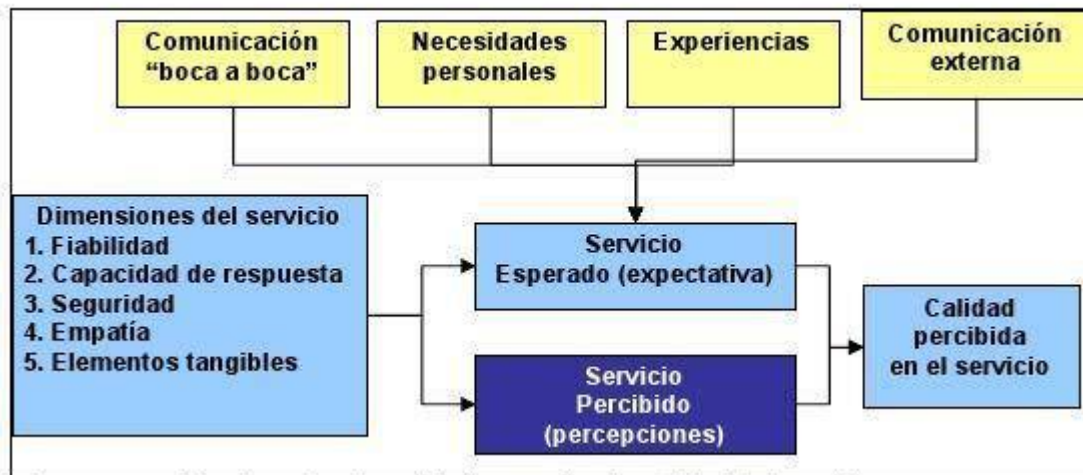 Comunicación
“boca a boca”
Necesidades
personales
Experiencias
Comunicación
externa
Dimensiones del servicio
1. Fiabilidad
2. Capacidad de respuesta
3. Seguridad
4. Empatía
5. Elementos tangibles
Servicio
Esperado (expectativa)
Servicio
Percibido
(percepciones)
Calidad
percibida
en el servicio